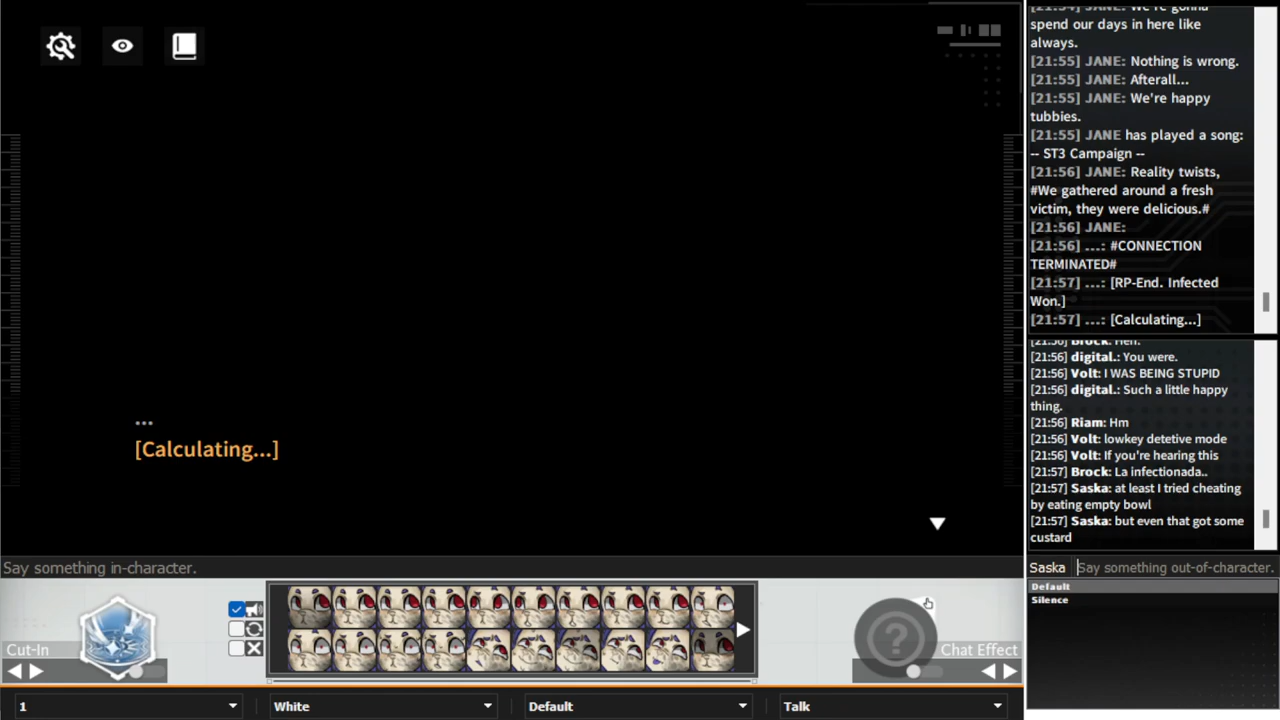 spend our days in here like
always.
[21:55] JANE: Nothing is wrong.
[21:55] JANE: Afterall...
[21:55] JANE: We're happy
tubbies.
[21:55] JANE has played a song:
-- ST3 Campaign --
[21:56] JANE: Reality twists,
#We gathered around a fresh
victim, they were delicious.#
[21:56] JANE:
[21:56] ...: #CONNECTION
TERMINATED#
[21:57] ...: [RP-End. Infected
Won.]
[21:57] ...: [Calculating...]
[21:56] Brock: Heh.
[21:56] digital.: You were.
[21:56] Volt: I WAS BEING STUPID
[21:56] digital.: Such a little happy
thing.
[21:56] Riam: Hm
[21:56] Volt: lowkey detetive mode
[21:56] Volt: If you're hearing this
[21:57] Brock: La infectionada..
[21:57] Saska: at least I tried cheating
by eating empty bowl
[21:57] Saska: but even that got some
custard
...
[Calculating...]
Say something in-character.
Saska Say something out-of-character.
Default
Silence
Cut-In
?
Chat Effect
1
White
Default
Talk